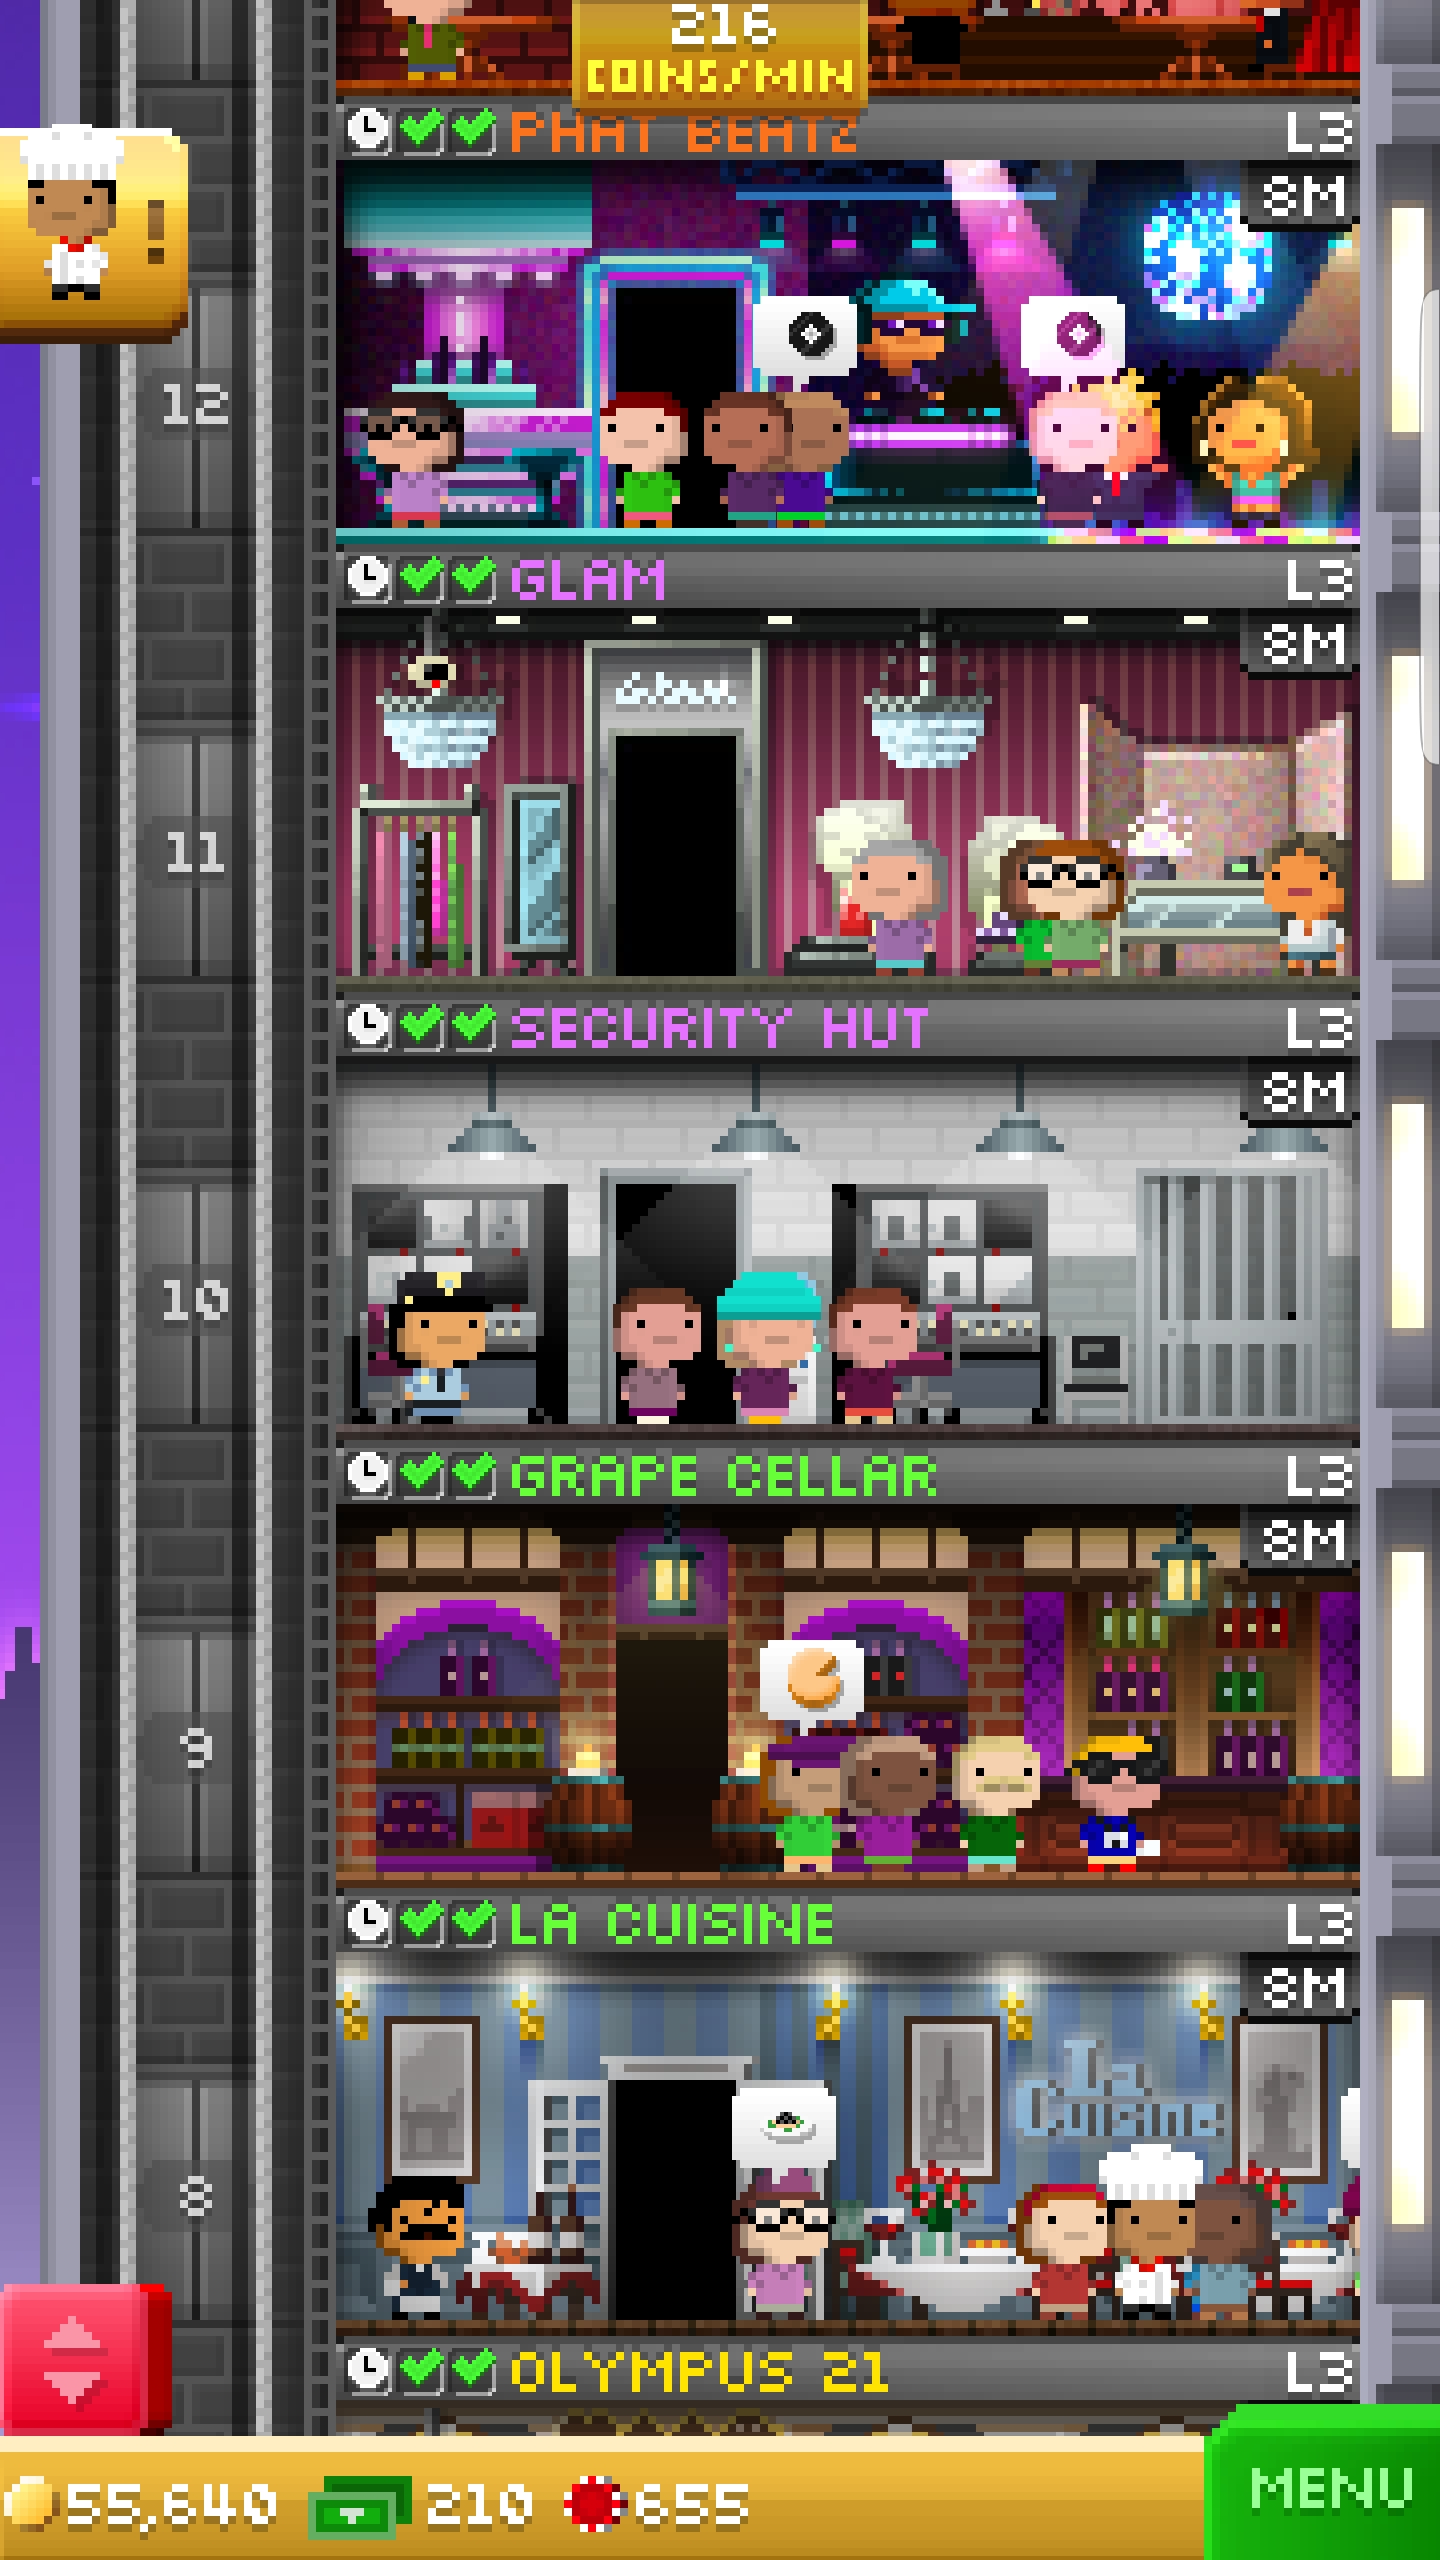 216
COINS/MIN
PHAT BEATZ L3
8M
12
GLAM L3
8M
Glam
11
SECURITY HUT L3
8M
10
GRAPE CELLAR L3
8M
9
LA CUISINE L3
8M
La
Cuisine
8
OLYMPUS 21 L3
55,640 210 655
MENU